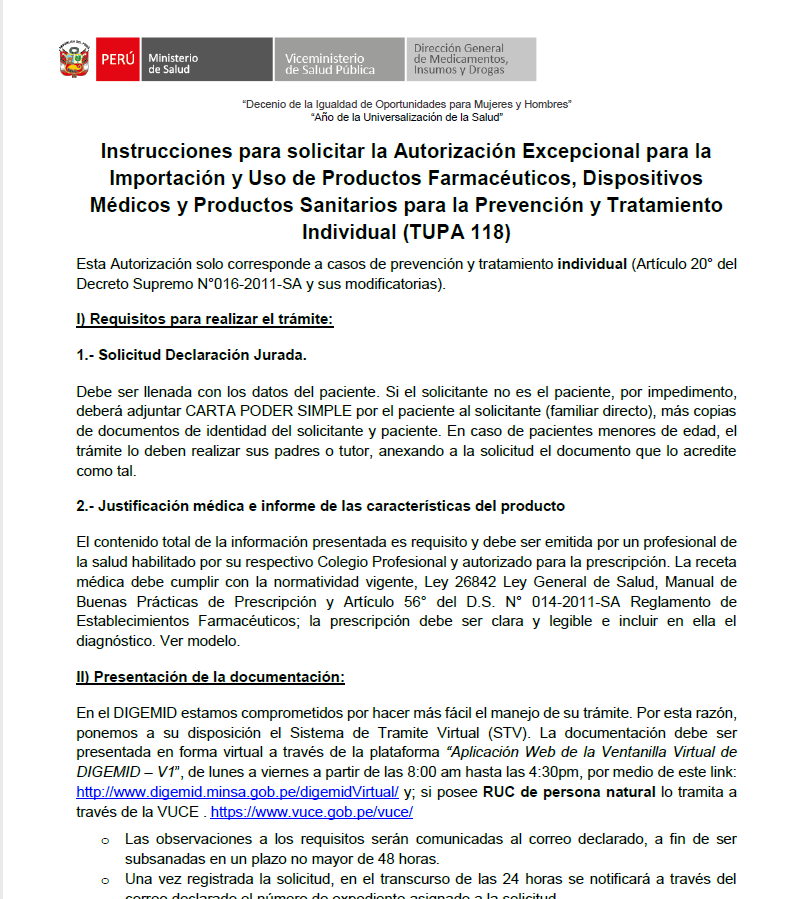 PERÚ
Ministerio
de Salud
Viceministerio
de Salud Pública
Dirección General
de Medicamentos,
Insumos y Drogas
“Decenio de la Igualdad de Oportunidades para Mujeres y Hombres”
“Año de la Universalización de la Salud”
Instrucciones para solicitar la Autorización Excepcional para la
Importación y Uso de Productos Farmacéuticos, Dispositivos
Médicos y Productos Sanitarios para la Prevención y Tratamiento
Individual (TUPA 118)
Esta Autorización solo corresponde a casos de prevención y tratamiento individual (Artículo 20° del
Decreto Supremo N°016-2011-SA y sus modificatorias).
I) Requisitos para realizar el trámite:
1.- Solicitud Declaración Jurada.
Debe ser llenada con los datos del paciente. Si el solicitante no es el paciente, por impedimento,
deberá adjuntar CARTA PODER SIMPLE por el paciente al solicitante (familiar directo), más copias
de documentos de identidad del solicitante y paciente. En caso de pacientes menores de edad, el
trámite lo deben realizar sus padres o tutor, anexando a la solicitud el documento que lo acredite
como tal.
2.- Justificación médica e informe de las características del producto
El contenido total de la información presentada es requisito y debe ser emitida por un profesional de
la salud habilitado por su respectivo Colegio Profesional y autorizado para la prescripción. La receta
médica debe cumplir con la normatividad vigente, Ley 26842 Ley General de Salud, Manual de
Buenas Prácticas de Prescripción y Artículo 56° del D.S. N° 014-2011-SA Reglamento de
Establecimientos Farmacéuticos; la prescripción debe ser clara y legible e incluir en ella el
diagnóstico. Ver modelo.
II) Presentación de la documentación:
En el DIGEMID estamos comprometidos por hacer más fácil el manejo de su trámite. Por esta razón,
ponemos a su disposición el Sistema de Tramite Virtual (STV). La documentación debe ser
presentada en forma virtual a través de la plataforma “Aplicación Web de la Ventanilla Virtual de
DIGEMID – V1”, de lunes a viernes a partir de las 8:00 am hasta las 4:30pm, por medio de este link:
http://www.digemid.minsa.gob.pe/digemidVirtual/ y; si posee RUC de persona natural lo tramita a
través de la VUCE . https://www.vuce.gob.pe/vuce/
o Las observaciones a los requisitos serán comunicadas al correo declarado, a fin de ser
subsanadas en un plazo no mayor de 48 horas.
o Una vez registrada la solicitud, en el transcurso de las 24 horas se notificará a través del
correo declarado el número de expediente asignado a la solicitud.